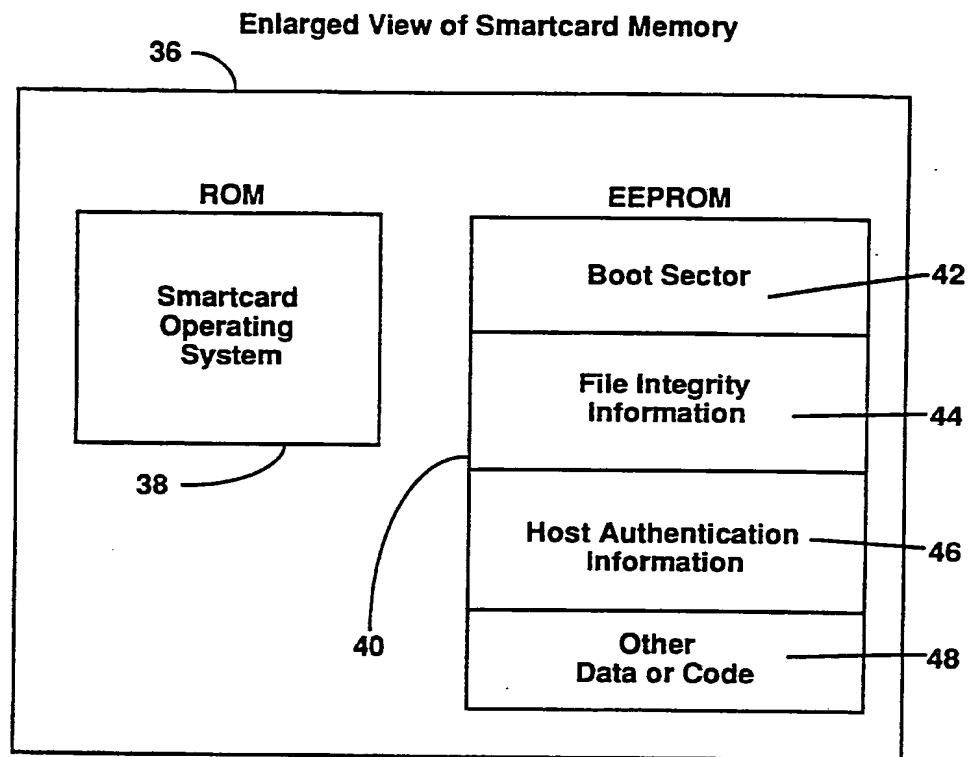 Enlarged View of Smartcard Memory
36
ROM
Smartcard
Operating
System
38
EEPROM
Boot Sector
42
File Integrity
Information
44
40
Host Authentication
Information
46
Other
Data or Code
48